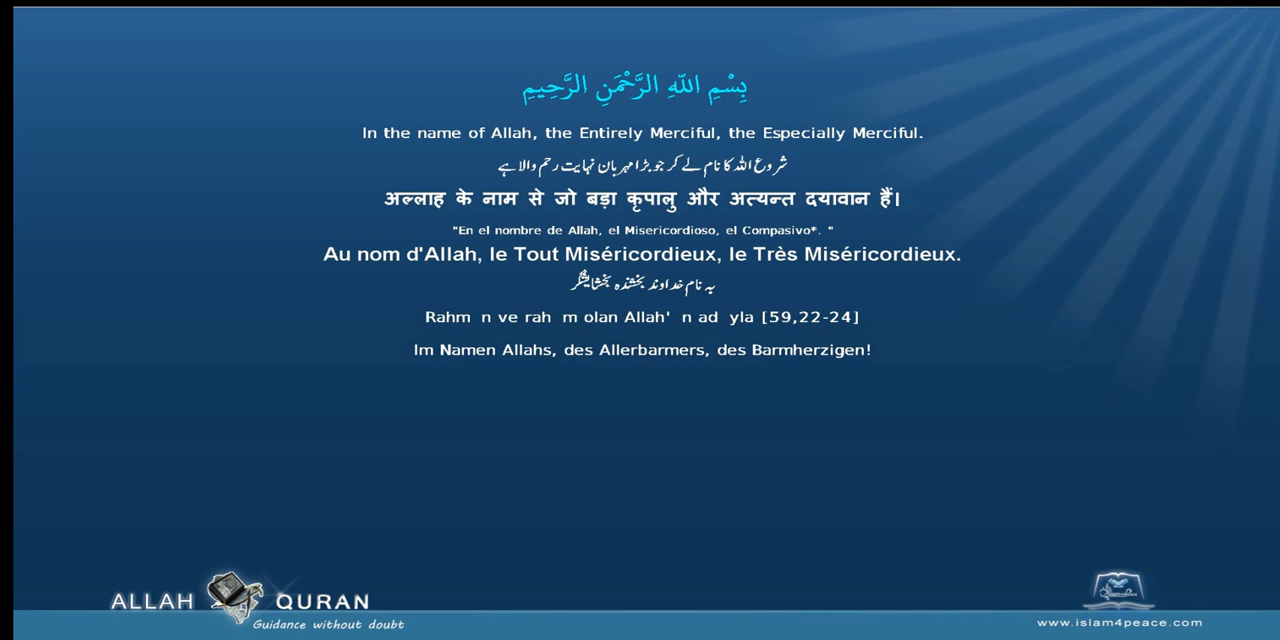 بِسْمِ اللَّهِ الرَّحْمَنِ الرَّحِيمِ
In the name of Allah, the Entirely Merciful, the Especially Merciful.
شروع الله کا نام لے کر جو بڑا مہربان نہایت رحم والا ہے
अल्लाह के नाम से जो बड़ा कृपालु और अत्यन्त दयावान हैं।
"En el nombre de Allah, el Misericordioso, el Compasivo*. "
Au nom d'Allah, le Tout Miséricordieux, le Très Miséricordieux.
به نام خداوند بخشنده بخشایشگر
Rahm n ve rah m olan Allah' n ad yla [59,22-24]
Im Namen Allahs, des Allerbarmers, des Barmherzigen!
ALLAH QURAN
Guidance without doubt
www.islam4peace.com